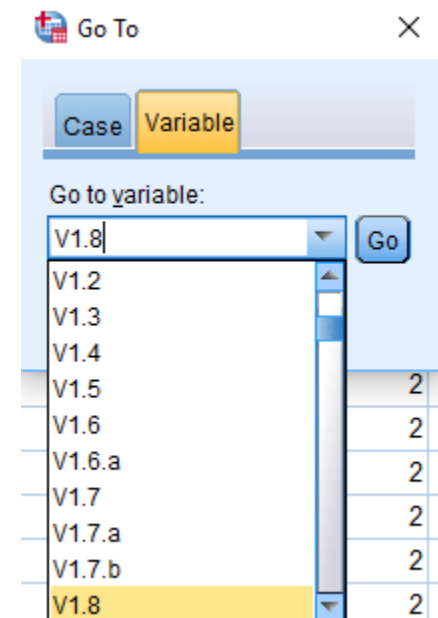 Go To
Case Variable
Go to variable:
V1.8 Go
V1.2
V1.3
V1.4
V1.5
2
V1.6 2
V1.6.a 2
V1.7
V1.7.a 2
V1.7.b 2
V1.8 2